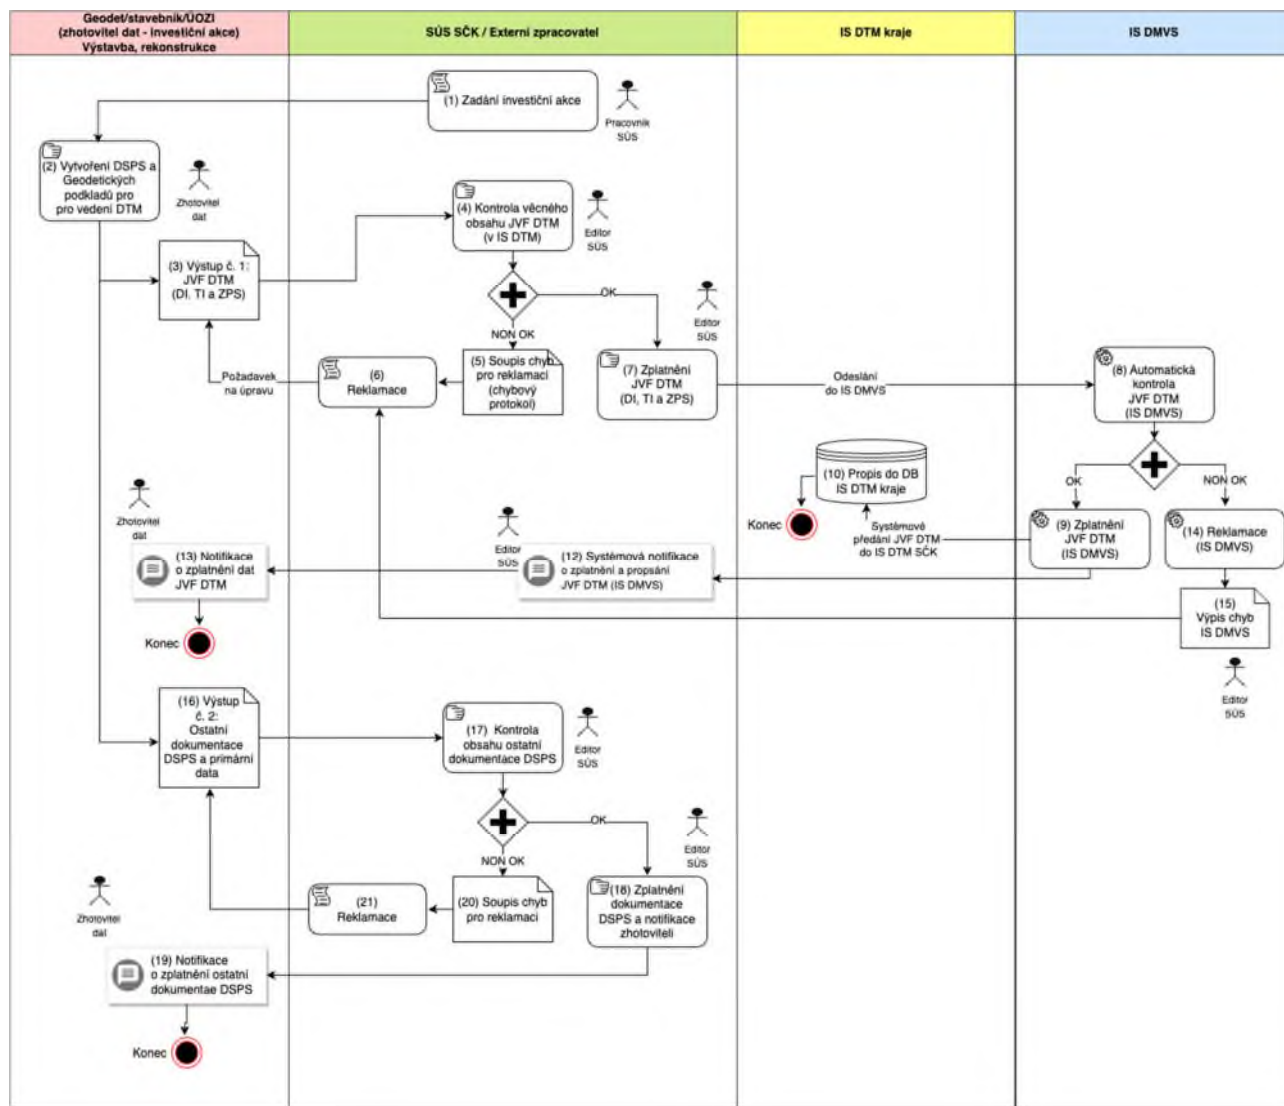 Geodet/stavebník/ÚOZI
(zhotovitel dat - investiční akce)
Výstavba, rekonstrukce
SÚS SČK / Externí zpracovatel
IS DTM kraje
IS DMVS
(1) Zadání investiční akce
Pracovník
SÚS
(2) Vytvoření DSPS a
Geodetických
podkladů pro
pro vedení DTM
Zhotovitel
dat
(3) Výstup č. 1:
JVF DTM
(DI, TI a ZPS)
(4) Kontrola věcného
obsahu JVF DTM
(v IS DTM)
Editor
SÚS
OK
NON OK
Editor
SÚS
(5) Soupis chyb
pro reklamaci
(chybový
protokol)
(6)
Reklamace
Požadavek
na úpravu
(7) Zplatnění
JVF DTM
(DI, TI a ZPS)
Odeslání
do IS DMVS
(8) Automatická
kontrola
JVF DTM
(IS DMVS)
OK
NON OK
(10) Propis do DB
IS DTM kraje
Konec
Systémové
předání JVF DTM
do IS DTM SČK
(9) Zplatnění
JVF DTM
(IS DMVS)
(14) Reklamace
(IS DMVS)
Zhotovitel
dat
(13) Notifikace
o zplatnění dat
JVF DTM
Editor
SÚS
(12) Systémová notifikace
o zplatnění a propsání
JVF DTM (IS DMVS)
(15)
Výpis chyb
IS DMVS
Konec
Editor
SÚS
(16) Výstup
č. 2:
Ostatní
dokumentace
DSPS a primární
data
(17) Kontrola
obsahu ostatní
dokumentace DSPS
Editor
SÚS
OK
NON OK
Editor
SÚS
(18) Zplatnění
dokumentace
DSPS a notifikace
zhotoviteli
(20) Soupis chyb
pro reklamaci
(21)
Reklamace
Zhotovitel
dat
(19) Notifikace
o zplatnění ostatní
dokumentae DSPS
Konec